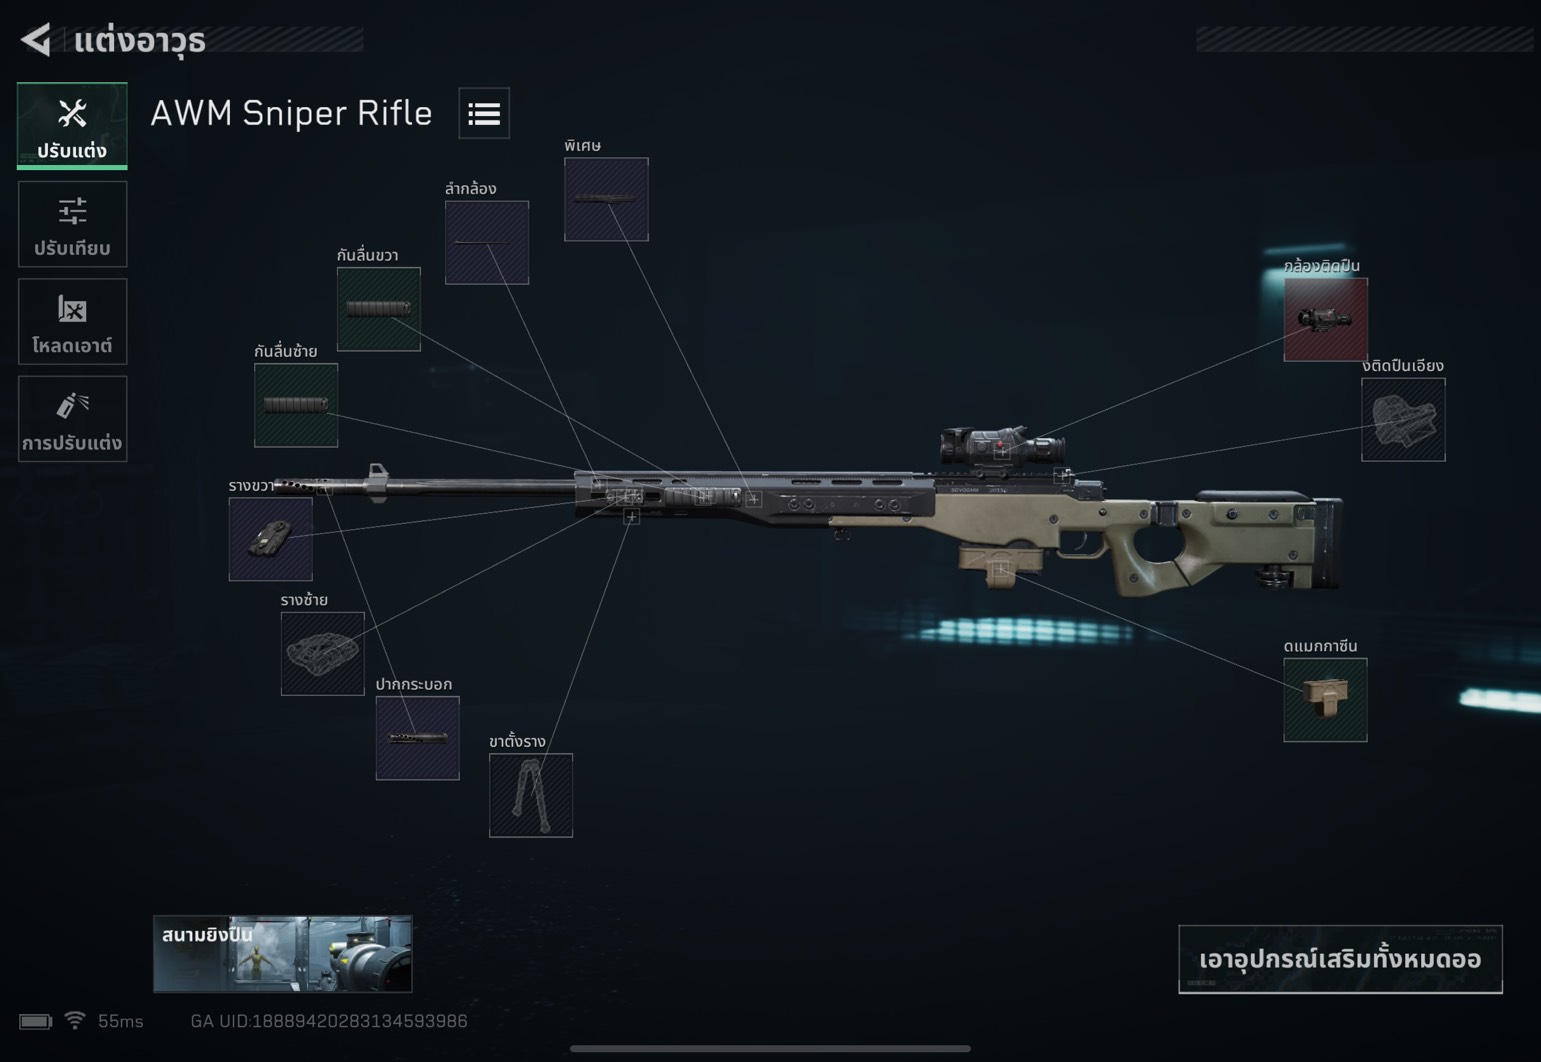 แต่งอาวุธ
ปรับแต่ง
AWM Sniper Rifle
พิเศษ
ลำกล้อง
ปรับเทียบ
กันลื่นขวา
กล้องติดปืน
โหลดเอาต์
กันลื่นซ้าย
งติดปืนเอียง
การปรับแต่ง
รางขวา
รางซ้าย
ดแมกกาซีน
ปากกระบอก
ขาตั้งราง
สนามยิงปืน
เอาอุปกรณ์เสริมทั้งหมดออ
55ms
GA UID:18889420283134593986